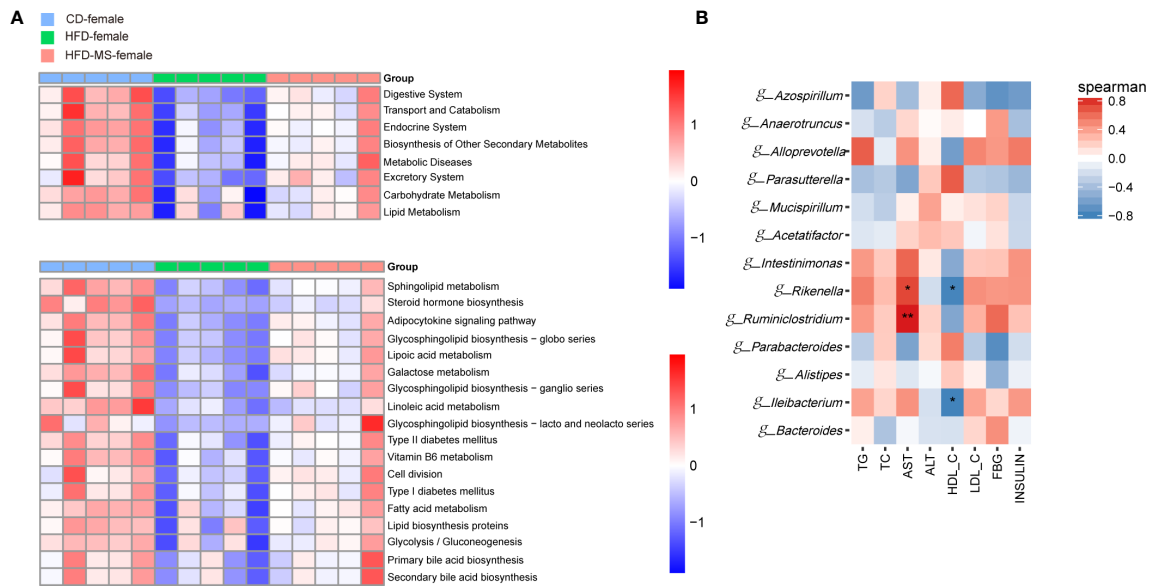 A
CD-female
HFD-female
HFD-MS-female
Group
Digestive System
Transport and Catabolism
Endocrine System
Biosynthesis of Other Secondary Metabolites
Metabolic Diseases
Excretory System
Carbohydrate Metabolism
Lipid Metabolism
1
0
−1
Group
Sphingolipid metabolism
Steroid hormone biosynthesis
Adipocytokine signaling pathway
Glycosphingolipid biosynthesis − globo series
Lipoic acid metabolism
Galactose metabolism
Glycosphingolipid biosynthesis − ganglio series
Linoleic acid metabolism
Glycosphingolipid biosynthesis − lacto and neolacto series
Type II diabetes mellitus
Vitamin B6 metabolism
Cell division
Type I diabetes mellitus
Fatty acid metabolism
Lipid biosynthesis proteins
Glycolysis / Gluconeogenesis
Primary bile acid biosynthesis
Secondary bile acid biosynthesis
1
0
−1
B
g_Azospirillum
g_Anaerotruncus
g_Alloprevotella
g_Parasutterella
g_Mucispirillum
g_Acetatifactor
g_Intestinimonas
g_Rikenella * *
g_Ruminiclostridium **
g_Parabacteroides
g_Alistipes
g_Ileibacterium *
g_Bacteroides
TG TC AST ALT HDL_C LDL_C FBG INSULIN
spearman
0.8
0.4
0.0
−0.4
−0.8